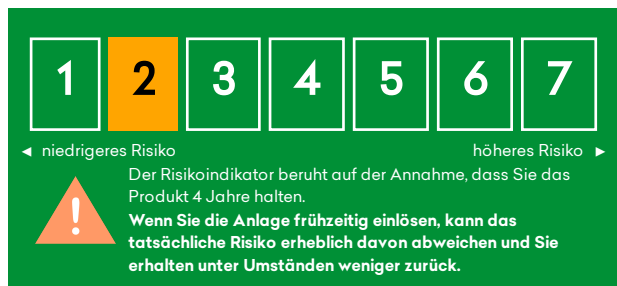 1 2 3 4 5 6 7
◄ niedrigeres Risiko höheres Risiko ►
Der Risikoindikator beruht auf der Annahme, dass Sie das
Produkt 4 Jahre halten.
Wenn Sie die Anlage frühzeitig einlösen, kann das
tatsächliche Risiko erheblich davon abweichen und Sie
erhalten unter Umständen weniger zurück.
!